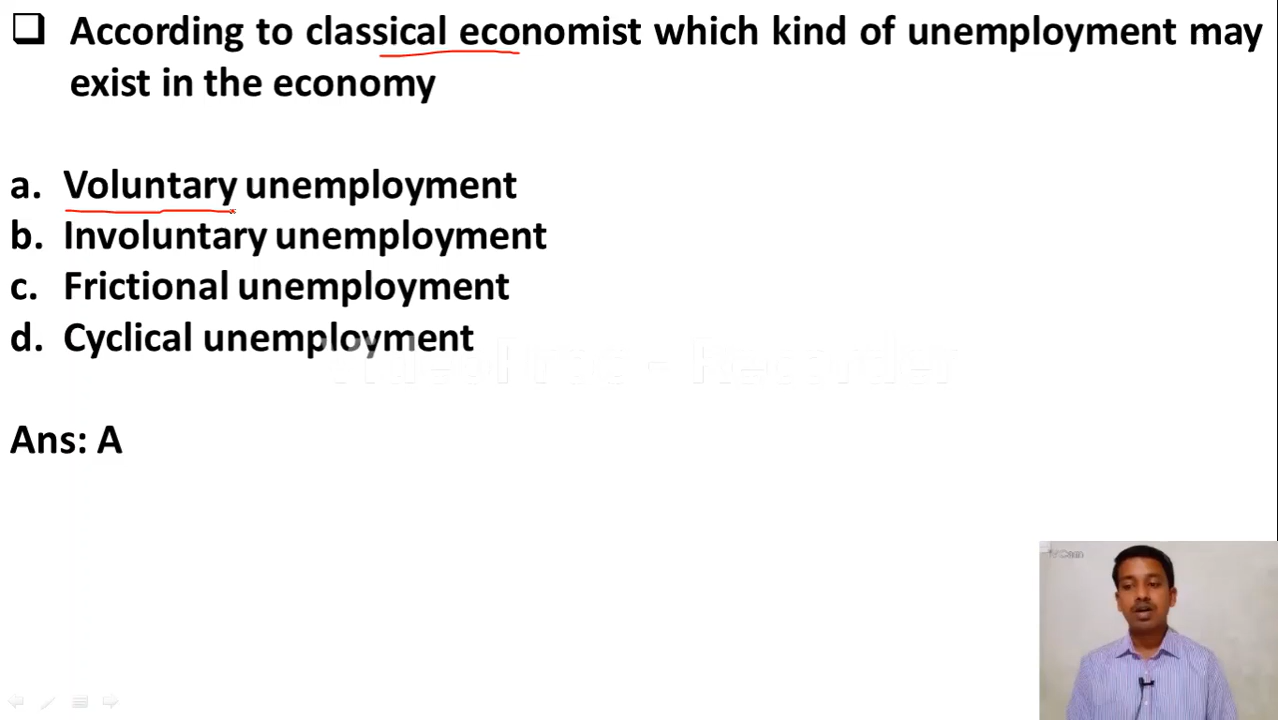 ❑ According to classical economist which kind of unemployment may
exist in the economy
a. Voluntary unemployment
b. Involuntary unemployment
c. Frictional unemployment
d. Cyclical unemployment
Ans: A